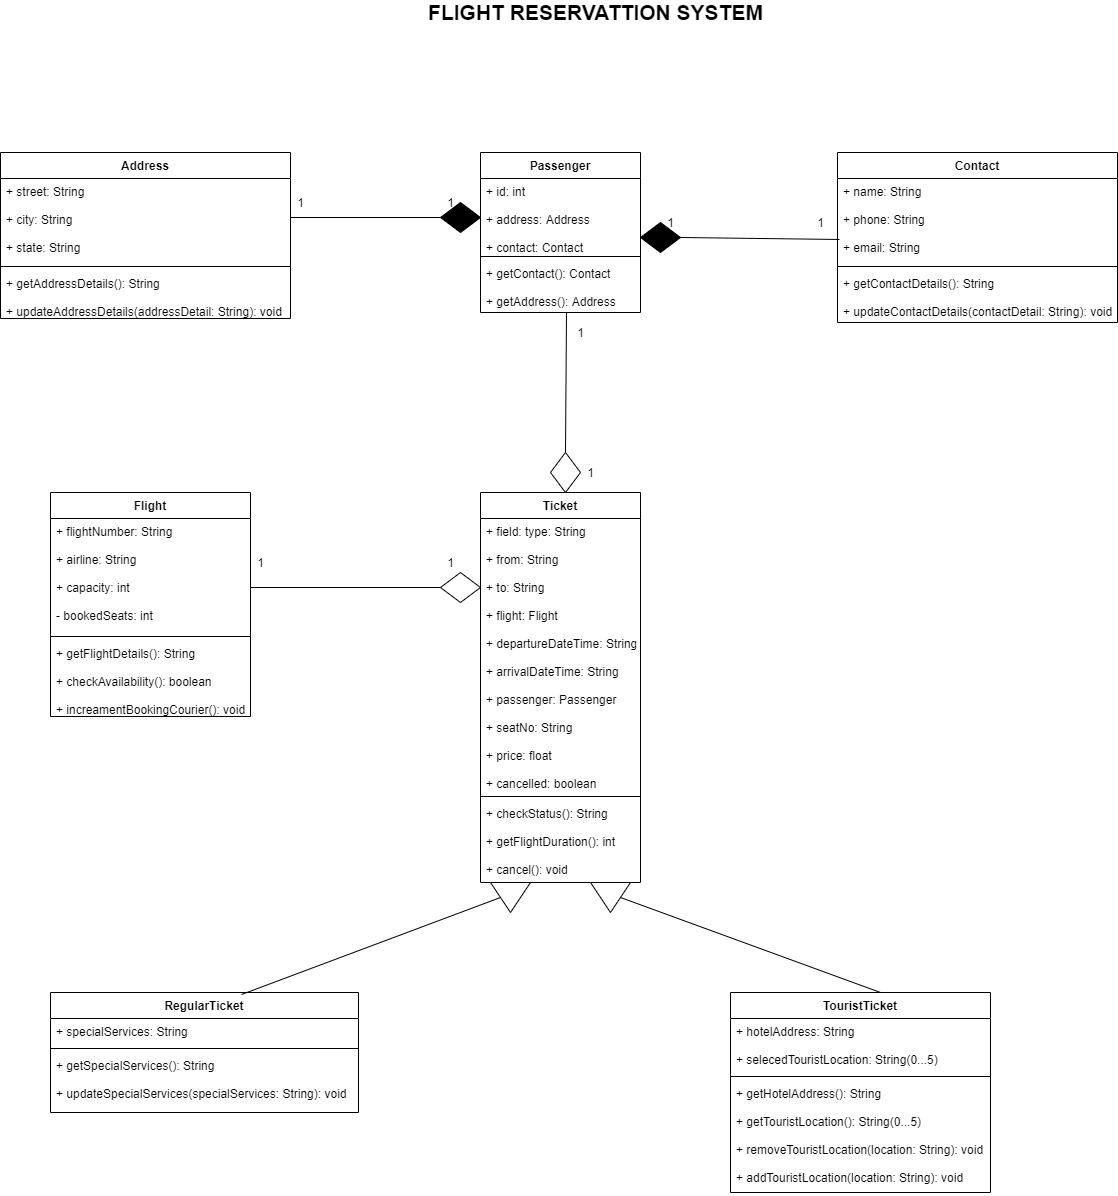 FLIGHT RESERVATTION SYSTEM
Address
+ street: String
+ city: String
+ state: String
+ getAddressDetails(): String
+ updateAddressDetails(addressDetail: String): void
1
1
Passenger
+ id: int
+ address: Address
+ contact: Contact
+ getContact(): Contact
+ getAddress(): Address
1
1
Contact
+ name: String
+ phone: String
+ email: String
+ getContactDetails(): String
+ updateContactDetails(contactDetail: String): void
1
1
Flight
+ flightNumber: String
+ airline: String
+ capacity: int
- bookedSeats: int
+ getFlightDetails(): String
+ checkAvailability(): boolean
+ increamentBookingCourier(): void
1
1
Ticket
+ field: type: String
+ from: String
+ to: String
+ flight: Flight
+ departureDateTime: String
+ arrivalDateTime: String
+ passenger: Passenger
+ seatNo: String
+ price: float
+ cancelled: boolean
+ checkStatus(): String
+ getFlightDuration(): int
+ cancel(): void
RegularTicket
+ specialServices: String
+ getSpecialServices(): String
+ updateSpecialServices(specialServices: String): void
TouristTicket
+ hotelAddress: String
+ selecedTouristLocation: String(0...5)
+ getHotelAddress(): String
+ getTouristLocation(): String(0...5)
+ removeTouristLocation(location: String): void
+ addTouristLocation(location: String): void